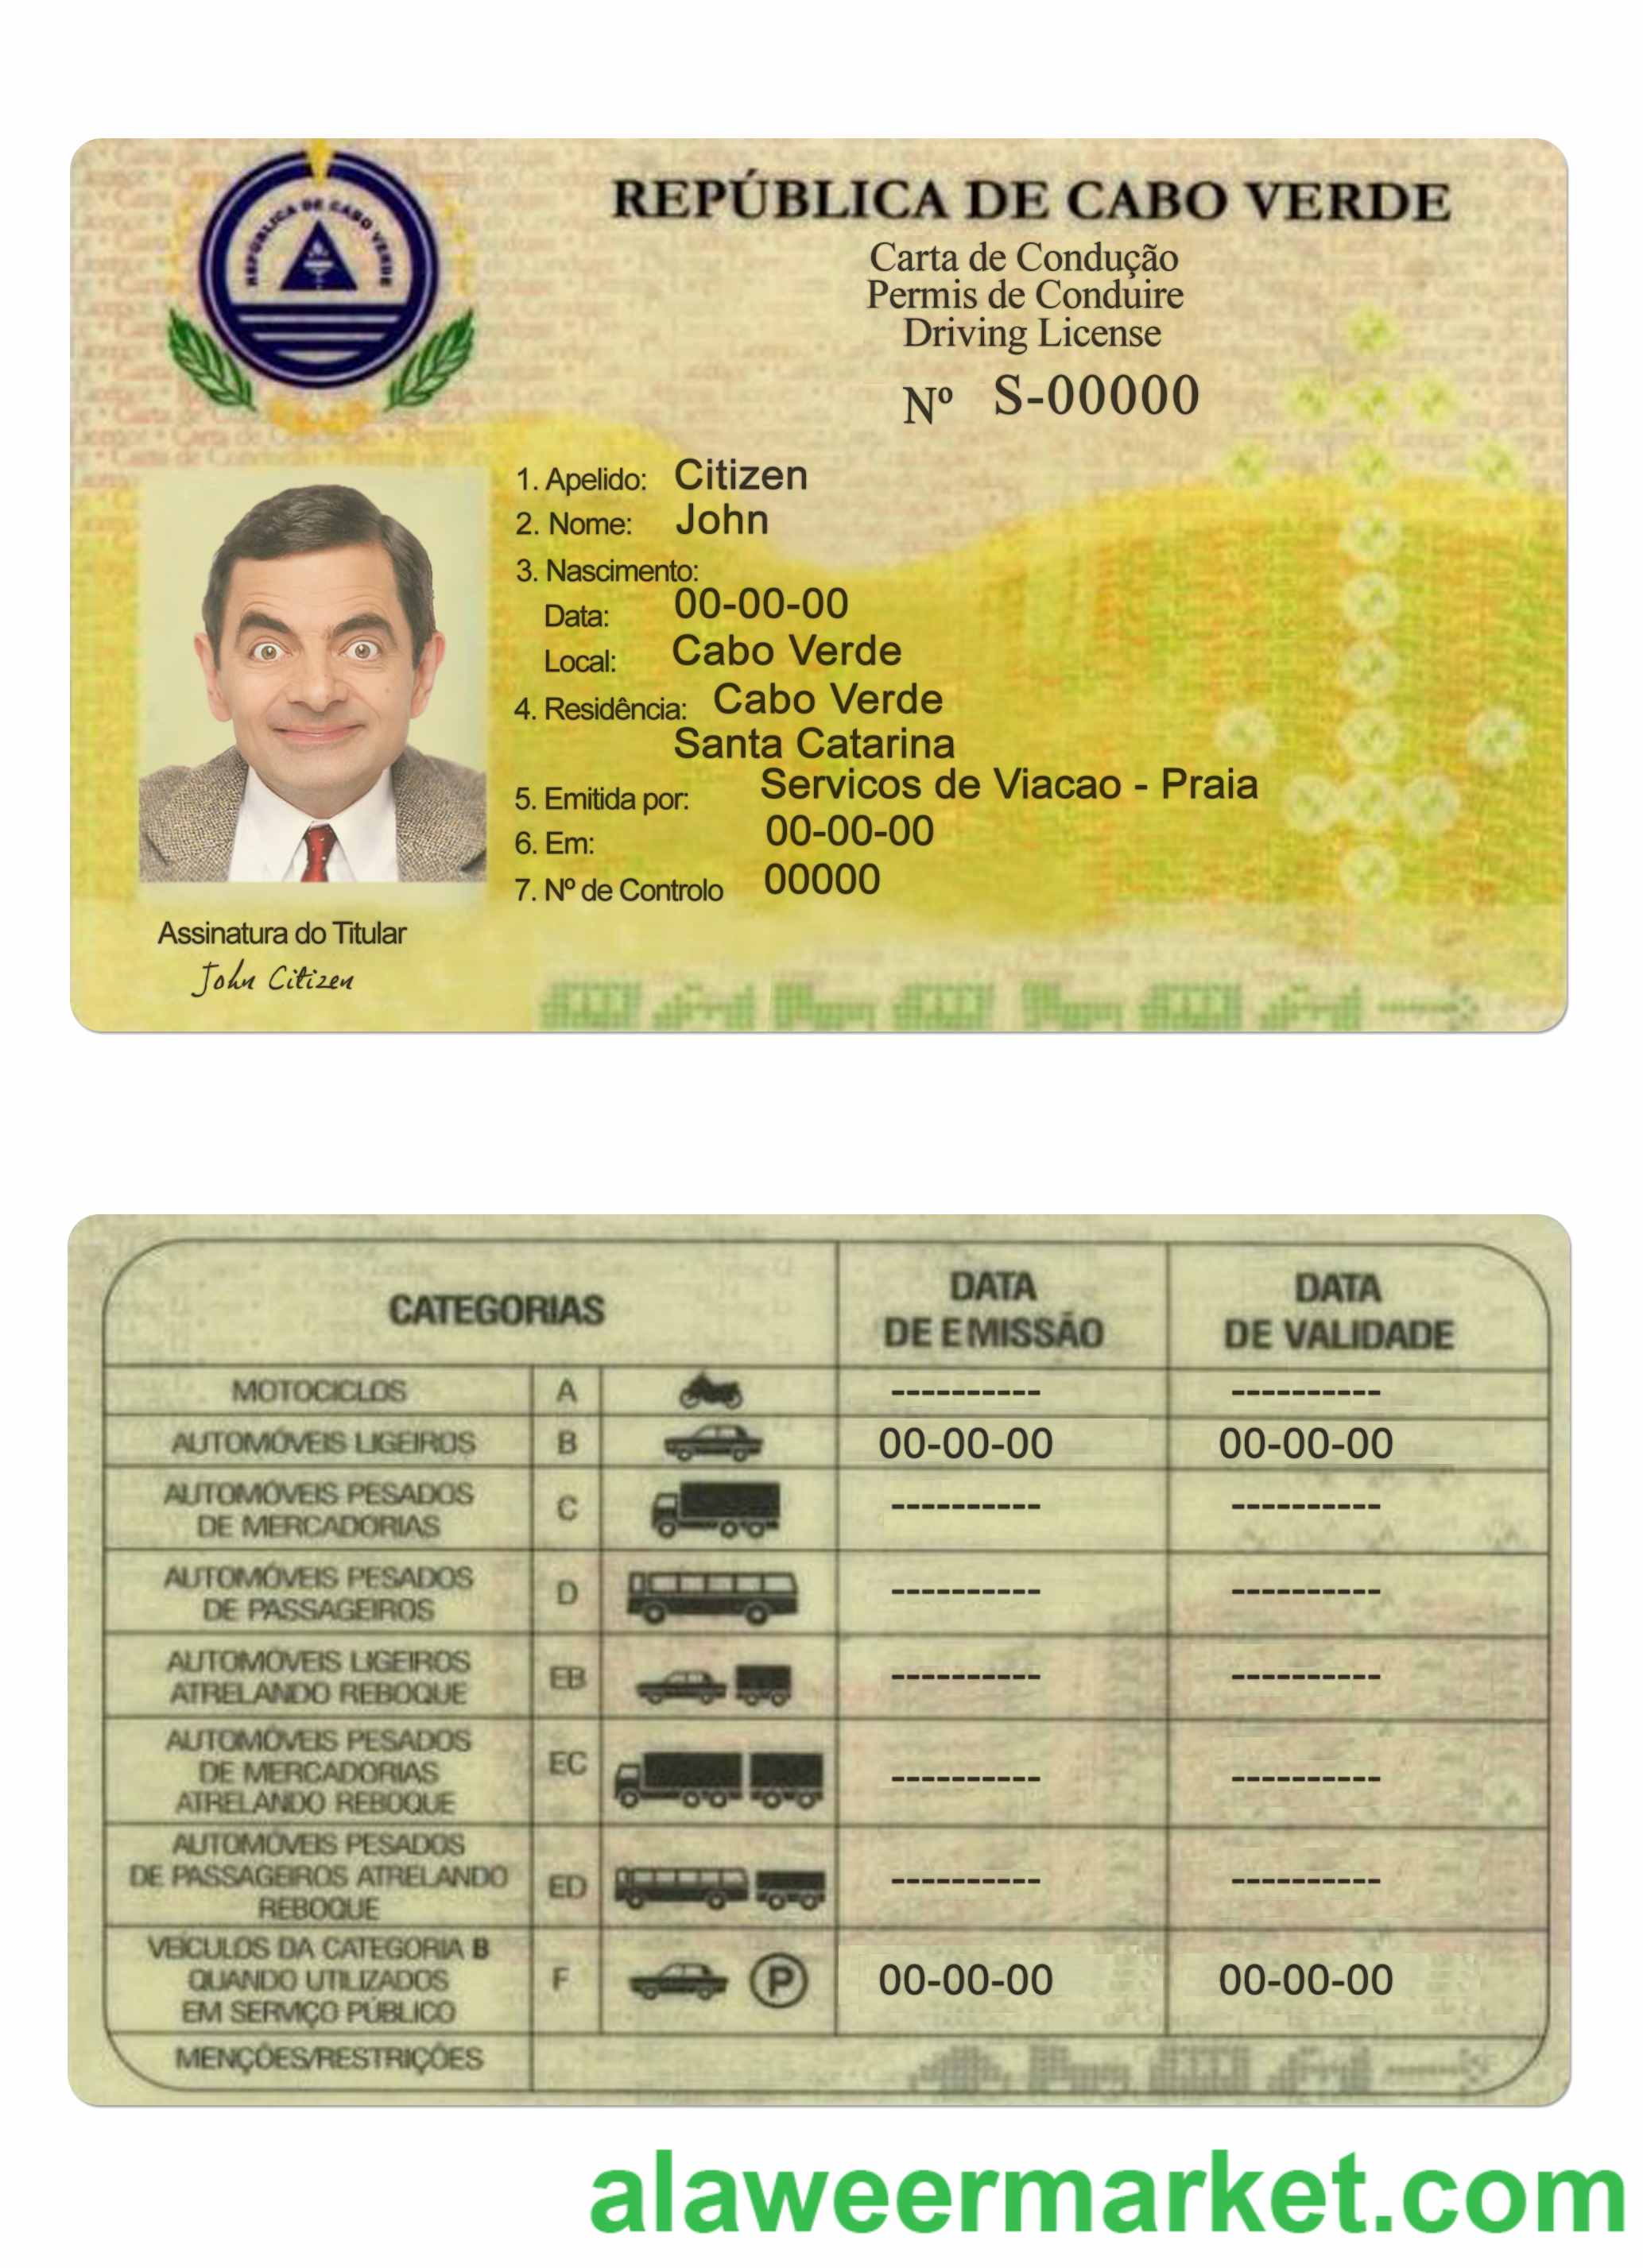 REPÚBLICA DE CABO VERDE
REPÚBLICA DE CABO VERDE
Carta de Condução
Permis de Conduire
Driving License
Nº S-00000
1. Apelido: Citizen
2. Nome: John
3. Nascimento:
Data: 00-00-00
Local: Cabo Verde
4. Residência: Cabo Verde
Santa Catarina
5. Emitida por: Servicos de Viacao - Praia
6. Em: 00-00-00
7. Nº de Controlo 00000
Assinatura do Titular
John Citizen
CATEGORIAS
DATA DE EMISSÃO
DATA DE VALIDADE
MOTOCICLOS A ---------- ----------
AUTOMÓVEIS LIGEIROS B 00-00-00 00-00-00
AUTOMÓVEIS PESADOS
DE MERCADORIAS C ---------- ----------
AUTOMÓVEIS PESADOS
DE PASSAGEIROS D ---------- ----------
AUTOMÓVEIS LIGEIROS
ATRELANDO REBOQUE EB ---------- ----------
AUTOMÓVEIS PESADOS
DE MERCADORIAS
ATRELANDO REBOQUE EC ---------- ----------
AUTOMÓVEIS PESADOS
DE PASSAGEIROS ATRELANDO
REBOQUE ED ---------- ----------
VEÍCULOS DA CATEGORIA B
QUANDO UTILIZADOS
EM SERVIÇO PÚBLICO F P 00-00-00 00-00-00
MENÇÕES/RESTRIÇÕES
alaweermarket.com